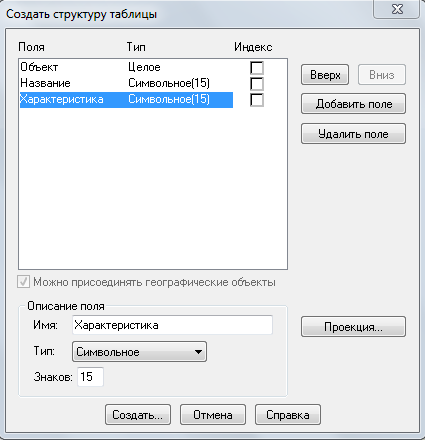 Создать структуру таблицы
Поля Тип Индекс
Объект Целое
Название Символьное(15)
Характеристика Символьное(15)
Вверх Вниз
Добавить поле
Удалить поле
Можно присоединять географические объекты
Описание поля
Имя: Характеристика
Проекция...
Тип: Символьное
Знаков: 15
Создать... Отмена Справка